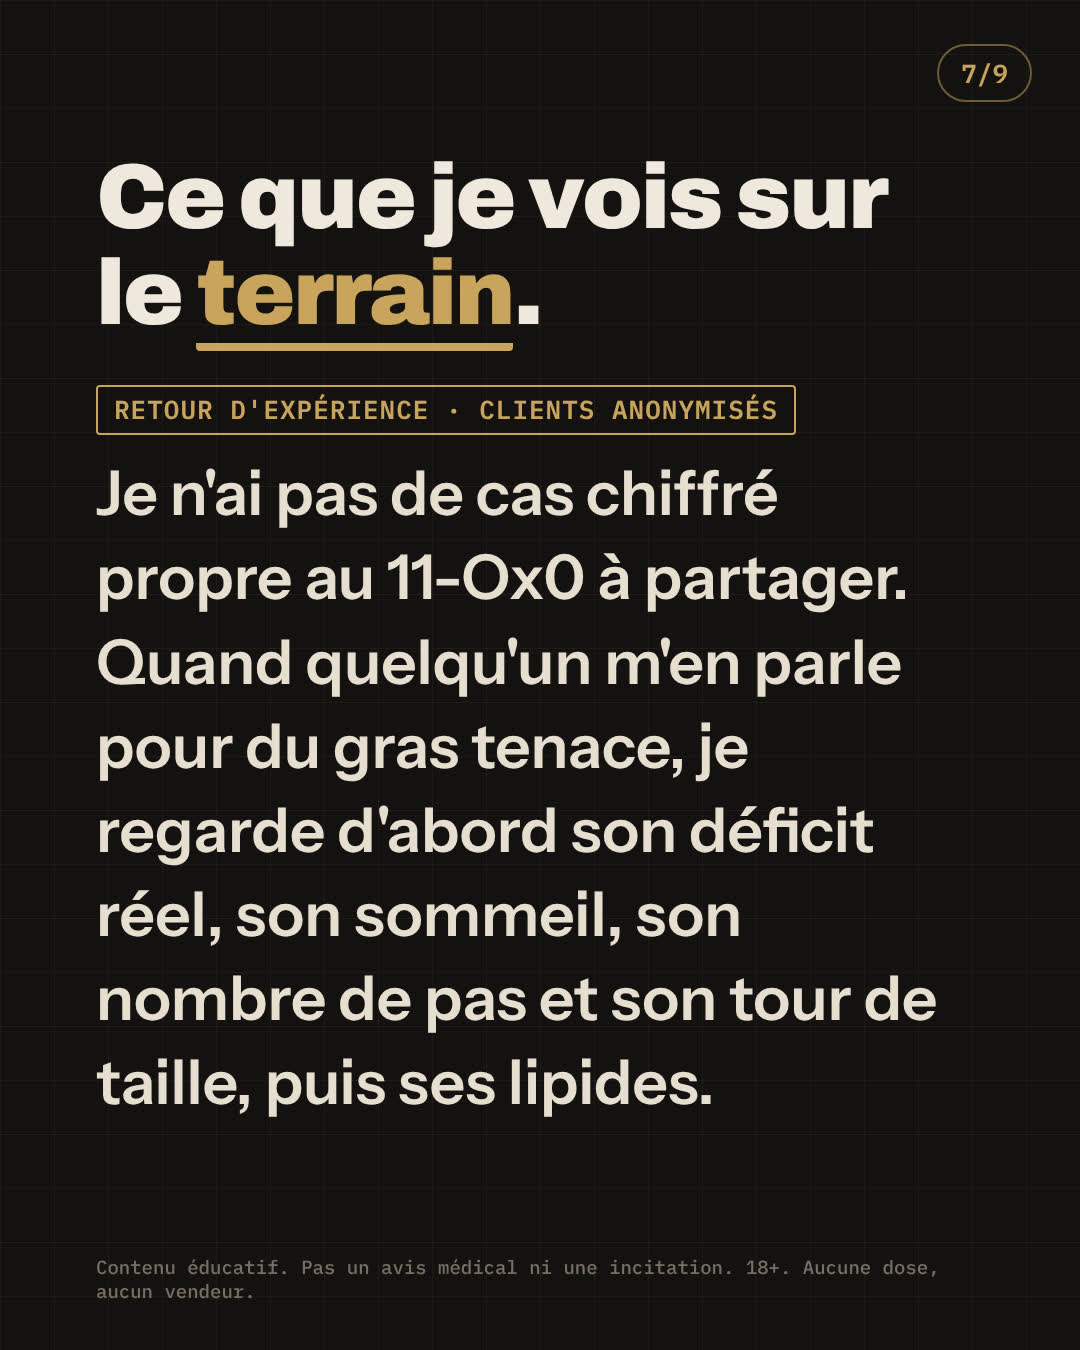 7/9
Ce que je vois sur
le terrain.
RETOUR D'EXPÉRIENCE · CLIENTS ANONYMISÉS
Je n'ai pas de cas chiffré
propre au 11-Ox0 à partager.
Quand quelqu'un m'en parle
pour du gras tenace, je
regarde d'abord son déficit
réel, son sommeil, son
nombre de pas et son tour de
taille, puis ses lipides.
Contenu éducatif. Pas un avis médical ni une incitation. 18+. Aucune dose,
aucun vendeur.